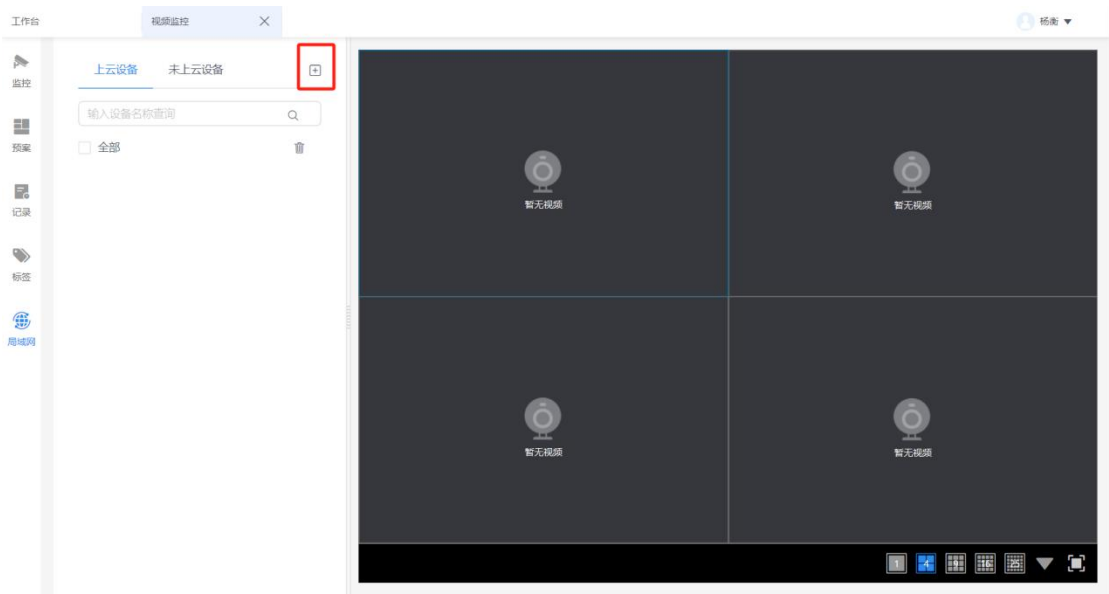 工作台
视频监控
杨衡
监控
预案
记录
标签
局域网
上云设备 未上云设备
输入设备名称查询
全部
暂无视频
暂无视频
暂无视频
暂无视频
1 4 9 16 25